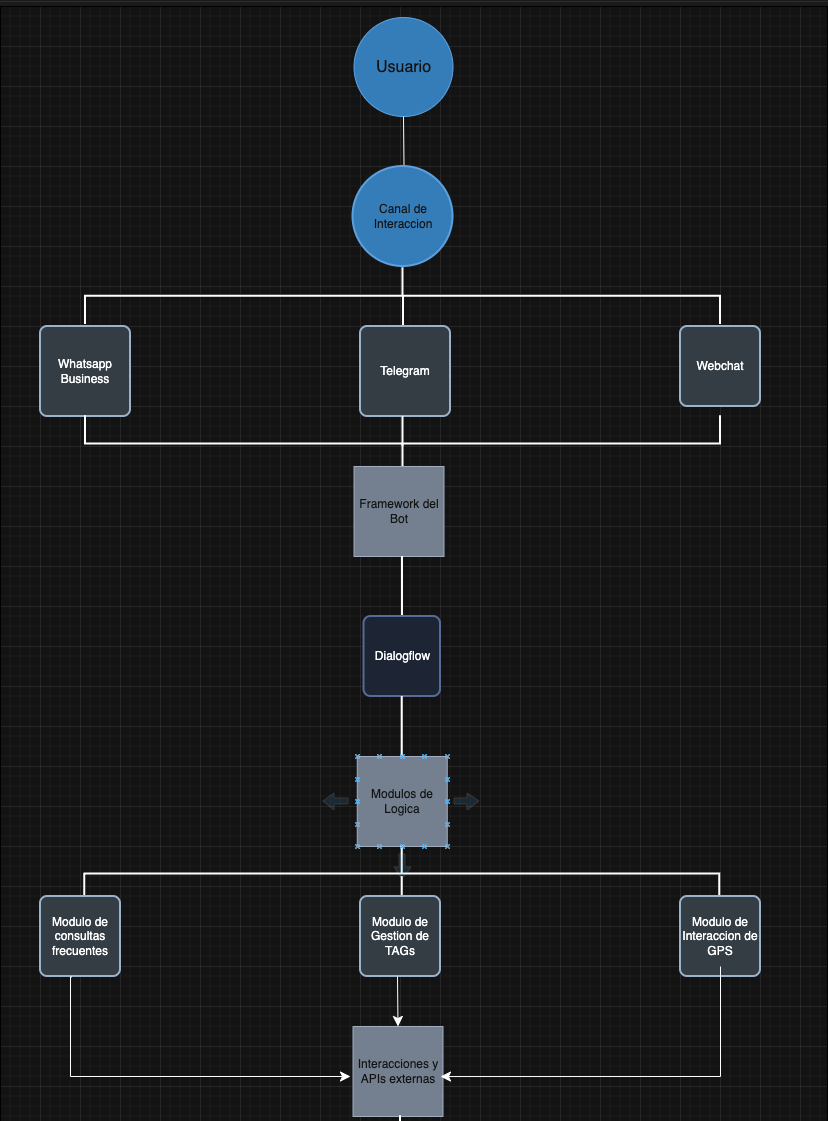 Usuario
Canal de
Interaccion
Whatsapp
Business
Telegram
Webchat
Framework del
Bot
Dialogflow
Modulos de
Logica
Modulo de
consultas
frecuentes
Modulo de
Gestion de
TAGs
Modulo de
Interaccion de
GPS
Interacciones y
APIs externas